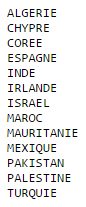 ALGERIE
CHYPRE
COREE
ESPAGNE
INDE
IRLANDE
ISRAEL
MAROC
MAURITANIE
MEXIQUE
PAKISTAN
PALESTINE
TURQUIE